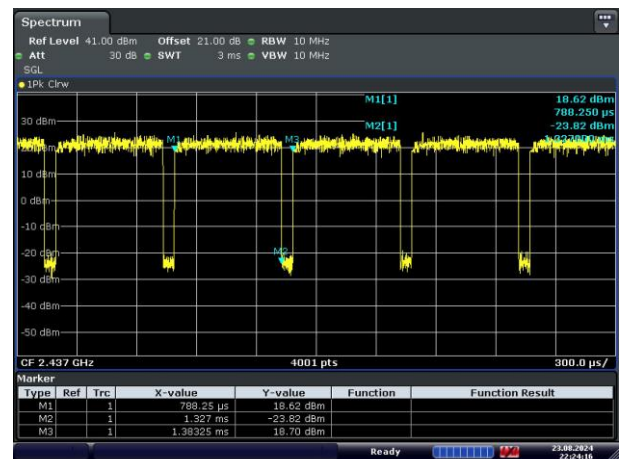 Spectrum
Ref Level 41.00 dBm Offset 21.00 dB RBW 10 MHz
Att 30 dB SWT 3 ms VBW 10 MHz
SGL
1Pk Clrw
M1[1] 18.62 dBm
788.250 µs
M2[1] -23.82 dBm
30 dBm
M1 M3
10 dBm
0 dBm
-10 dBm
-20 dBm
M2
-30 dBm
-40 dBm
-50 dBm
CF 2.437 GHz 4001 pts 300.0 µs/
Marker
Type Ref Trc X-value Y-value Function Function Result
M1 1 788.25 µs 18.62 dBm
M2 1 1.327 ms -23.82 dBm
M3 1 1.38325 ms 18.70 dBm
Ready 23.08.2024
22:24:16